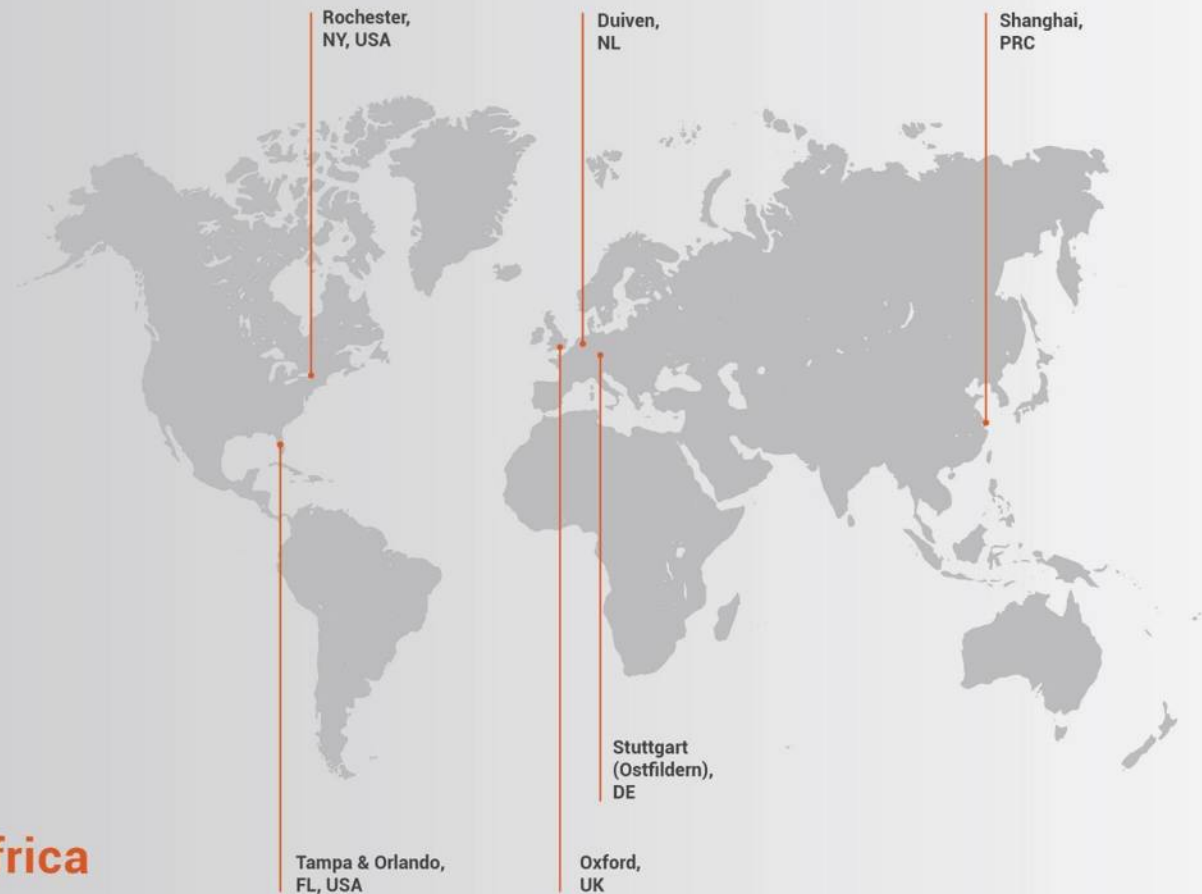 Rochester,
NY, USA
Duiven,
NL
Shanghai,
PRC
Stuttgart
(Ostfildern),
DE
Tampa & Orlando,
FL, USA
Oxford,
UK
frica